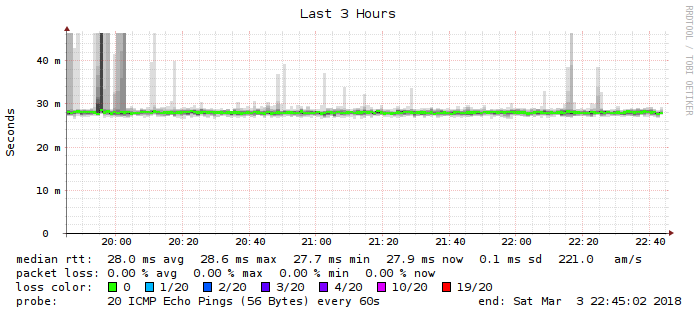 Last 3 Hours
RRDTOOL / TOBI OETIKER
Seconds
40 m
30 m
20 m
10 m
0
20:00 20:20 20:40 21:00 21:20 21:40 22:00 22:20 22:40
median rtt: 28.0 ms avg 28.6 ms max 27.7 ms min 27.9 ms now 0.1 ms sd 221.0 am/s
packet loss: 0.00 % avg 0.00 % max 0.00 % min 0.00 % now
loss color: 0 1/20 2/20 3/20 4/20 10/20 19/20
probe: 20 ICMP Echo Pings (56 Bytes) every 60s end: Sat Mar 3 22:45:02 2018